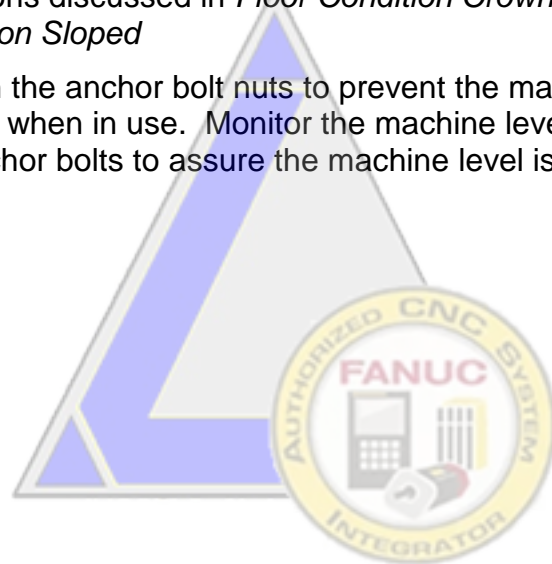 ons discussed in Floor Condition Crown
on Sloped
the anchor bolt nuts to prevent the ma
when in use. Monitor the machine leve
chor bolts to assure the machine level is
AUTHORIZED CNC SYSTEM
FANUC
INTEGRATOR